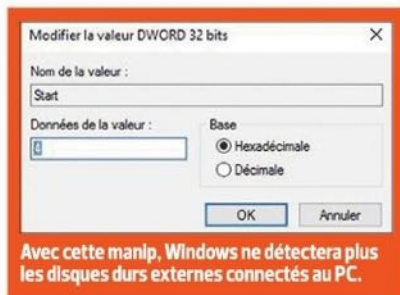 Modifier la valeur DWORD 32 bits
Nom de la valeur :
Start
Données de la valeur :
4
Base
Hexadécimale
Décimale
OK
Annuler
Avec cette manip, Windows ne détectera plus
les disques durs externes connectés au PC.